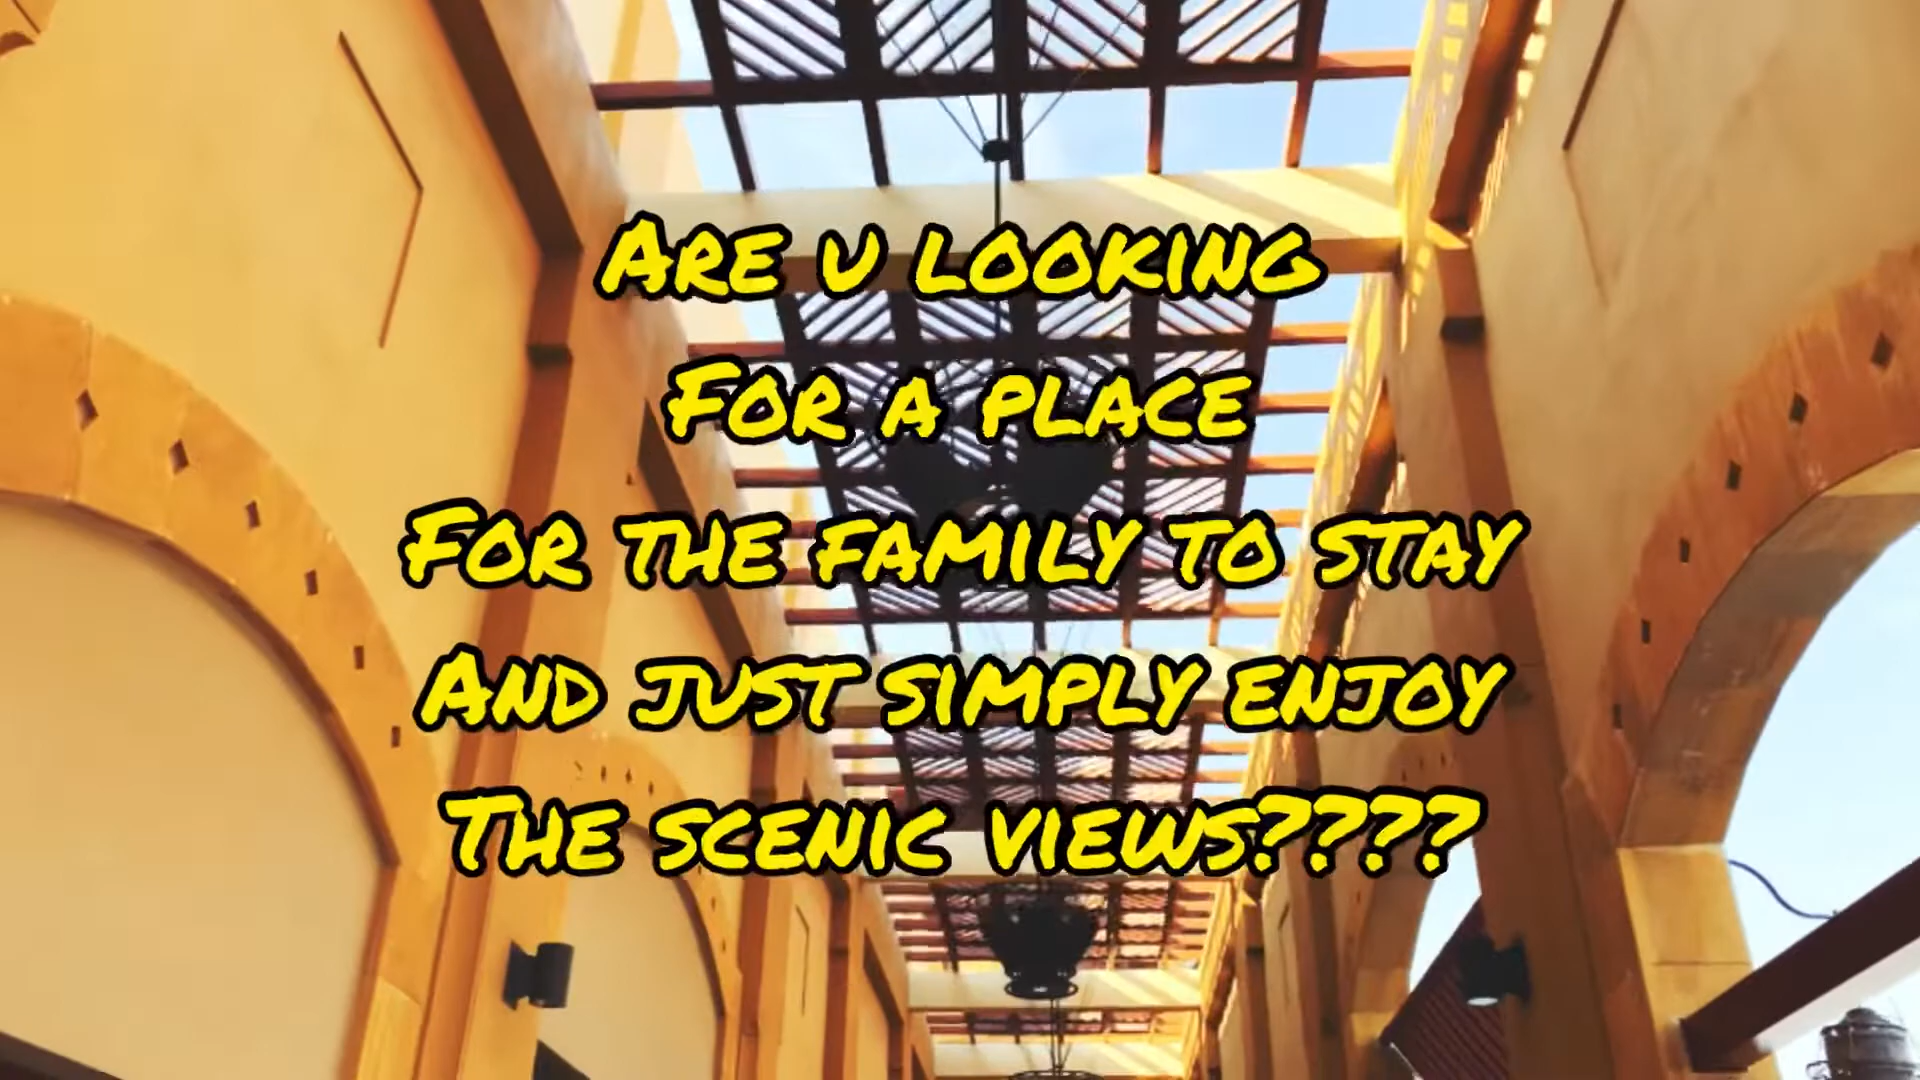 Are u looking
For a place
For the family to stay
And just simply enjoy
The scenic views????